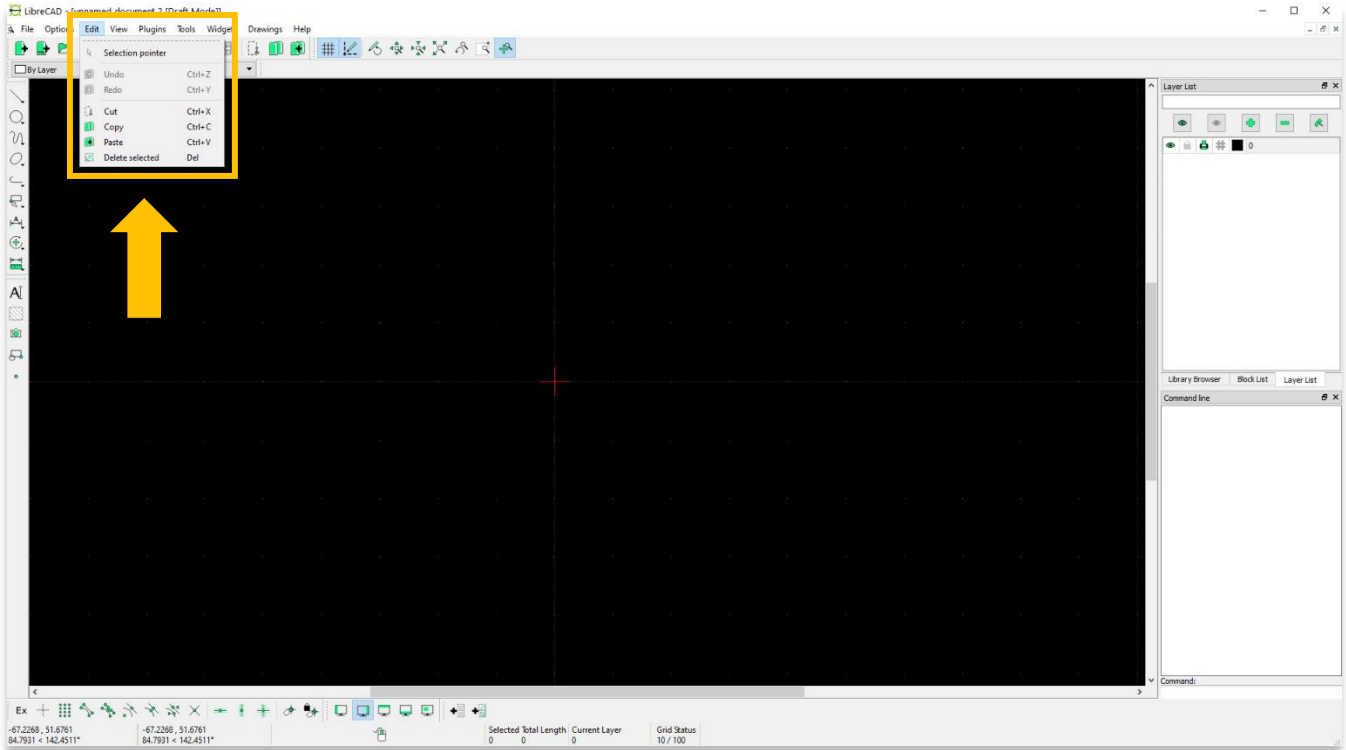 LibreCAD - [unnamed document 2 [Draft Mode]]
File Options Edit View Plugins Tools Widget Drawings Help
By Layer
Selection pointer
Undo Ctrl+Z
Redo Ctrl+Y
Cut Ctrl+X
Copy Ctrl+C
Paste Ctrl+V
Delete selected Del
Layer List
0
Library Browser Block List Layer List
Command line
Command:
Ex
-67.2268 , 51.6761 -67.2268 , 51.6761 Selected Total Length Current Layer Grid Status
84.7931 < 142.4511° 84.7931 < 142.4511° 0 0 0 10 / 100